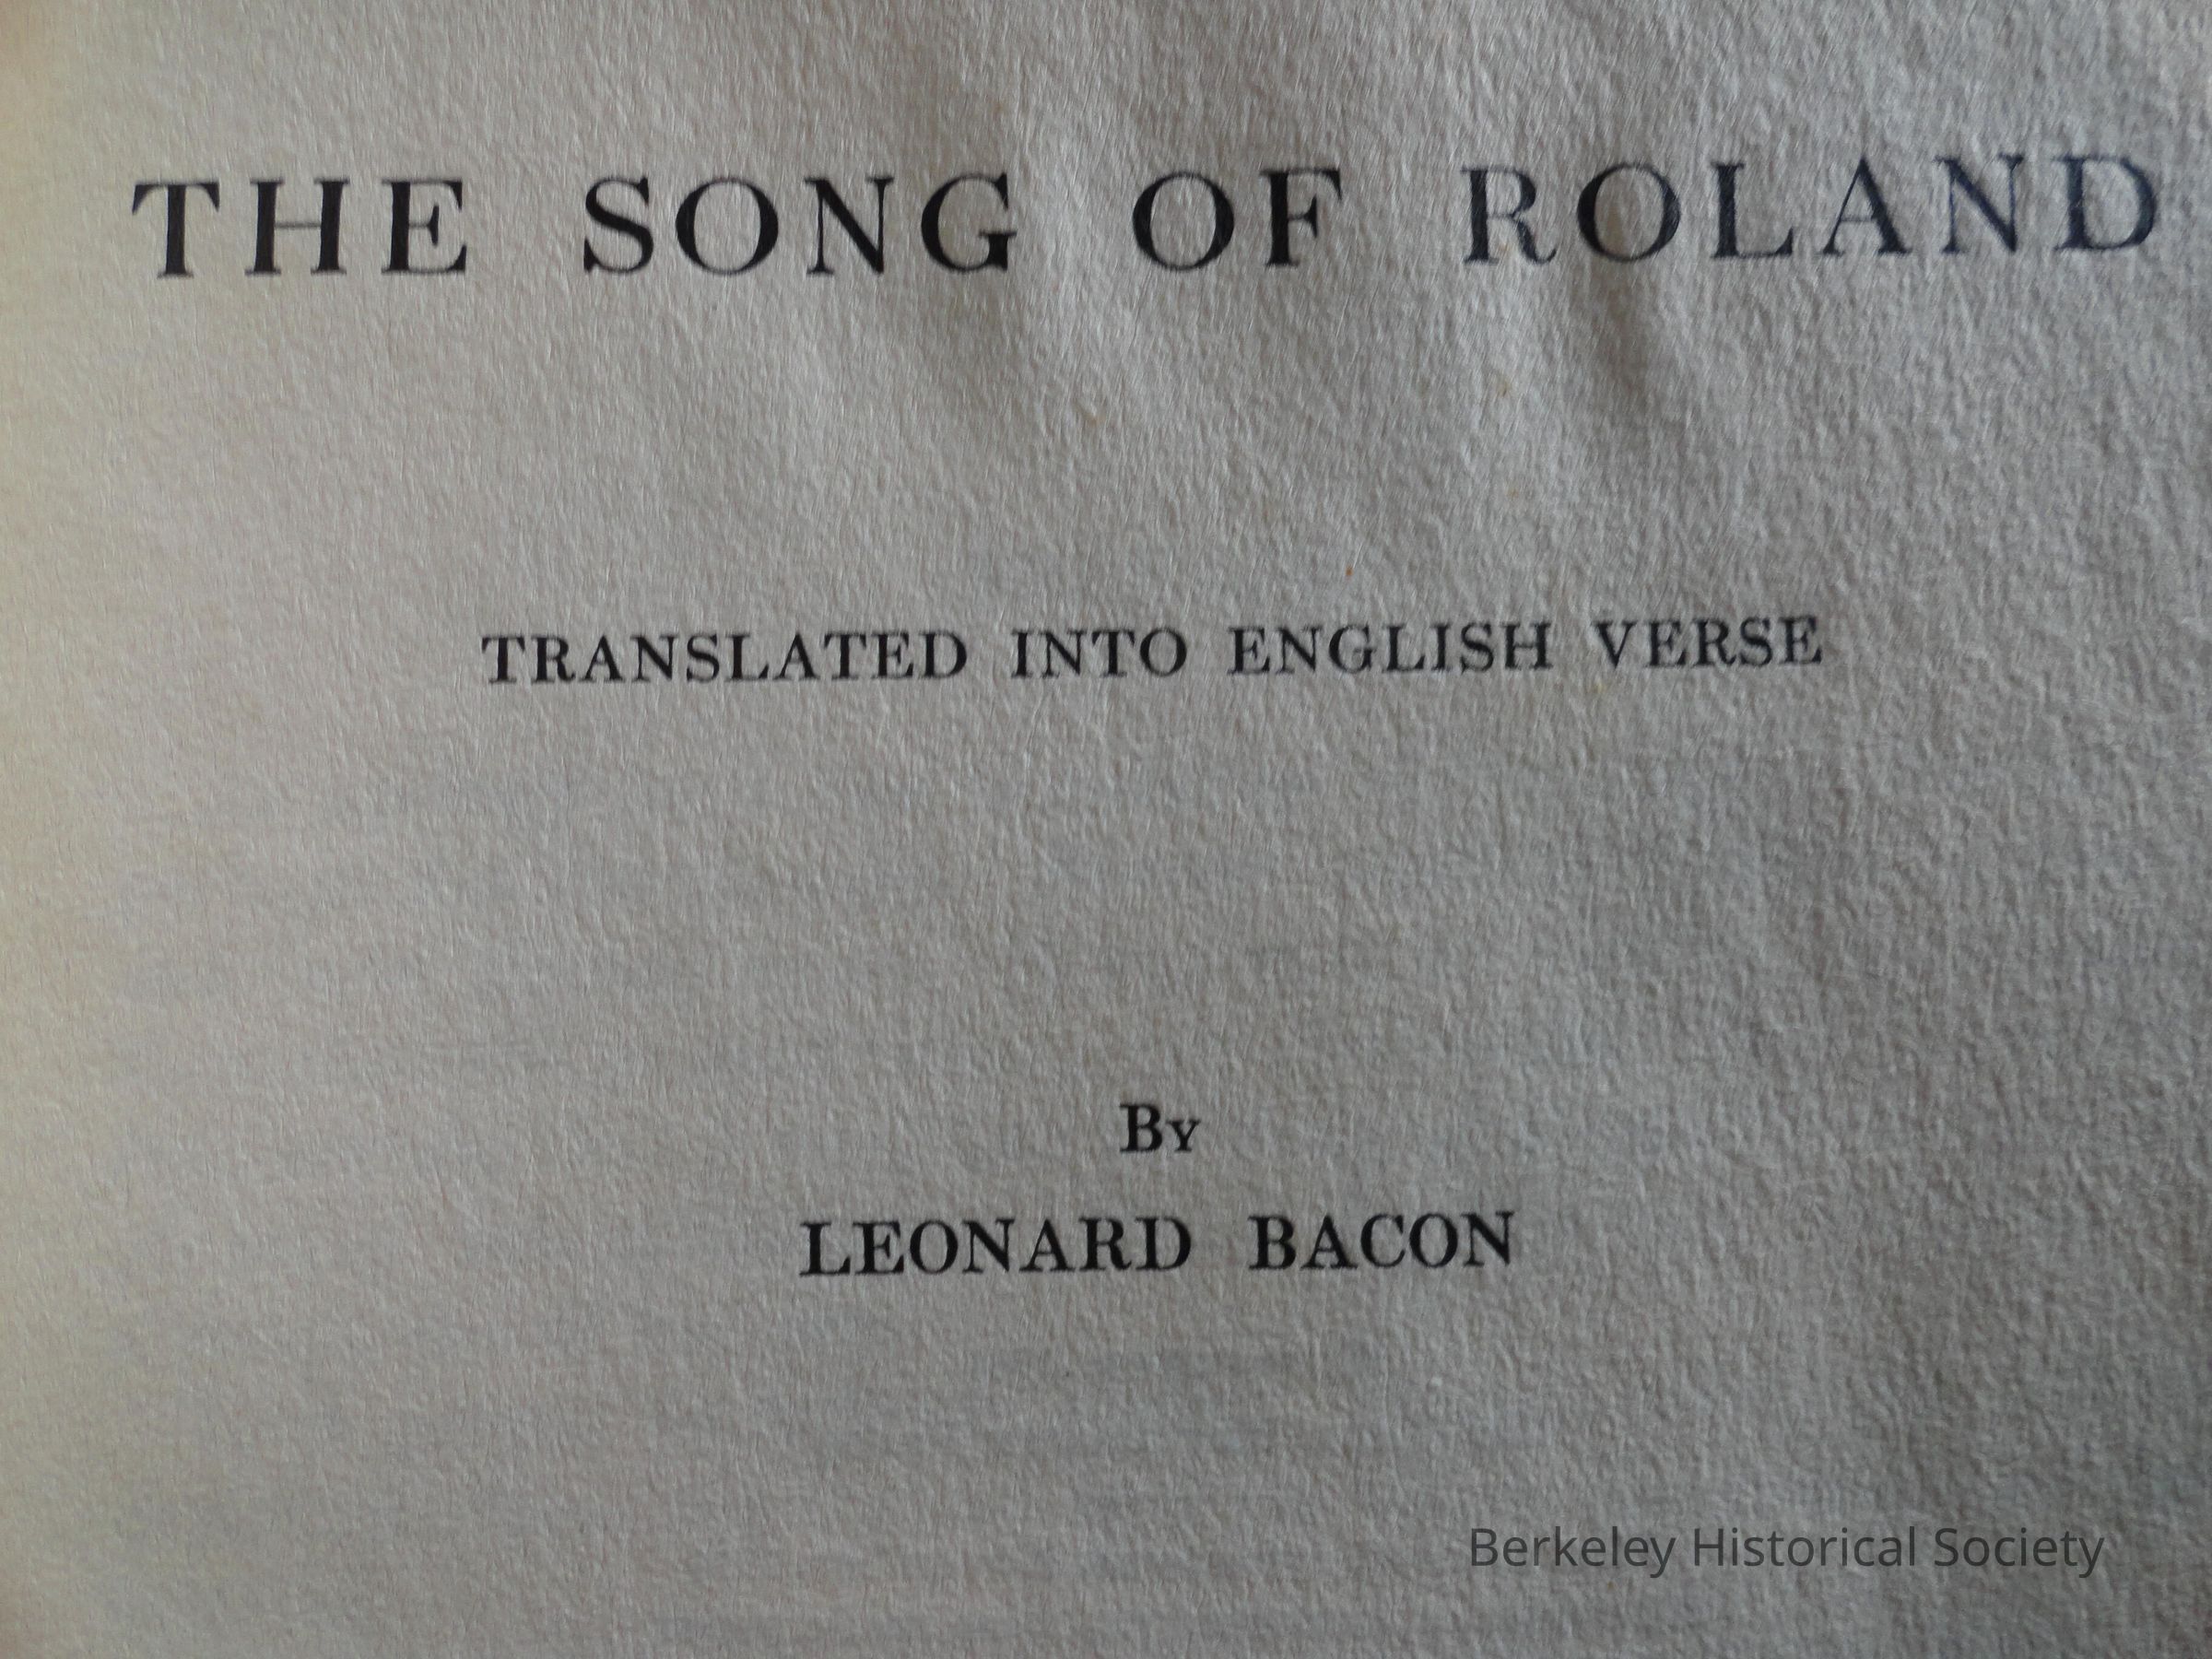 THE SONG OF ROLAND
TRANSLATED INTO ENGLISH VERSE
By
LEONARD BACON
Berkeley Historical Society